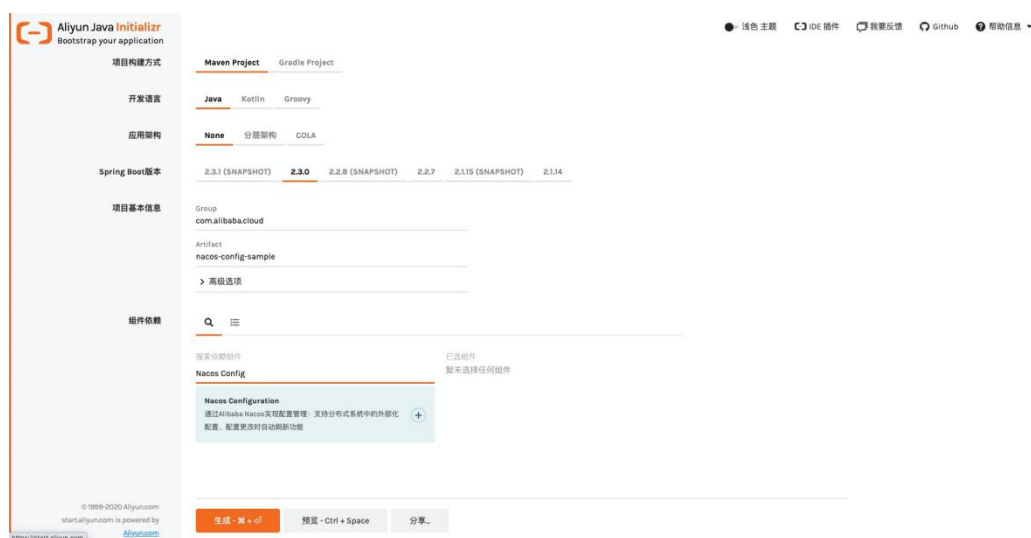 Aliyun Java Initializr
Bootstrap your application
浅色 主题
IDE 插件
我要反馈
Github
帮助信息
项目构建方式
Maven Project
Gradle Project
开发语言
Java
Kotlin
Groovy
应用架构
None
分层架构
COLA
Spring Boot版本
2.3.1 (SNAPSHOT)
2.3.0
2.2.8 (SNAPSHOT)
2.2.7
2.1.15 (SNAPSHOT)
2.1.14
项目基本信息
Group
com.alibaba.cloud
Artifact
nacos-config-sample
高级选项
组件依赖
搜索依赖组件
已选组件
Nacos Config
暂未选择任何组件
Nacos Configuration
通过Alibaba Nacos实现配置管理：支持分布式系统中的外部化
配置、配置更改时自动刷新功能
© 1999-2020 Aliyun.com
start.aliyun.com is powered by
Aliyun.com
生成 - ⌘ + ⏎
预览 - Ctrl + Space
分享...